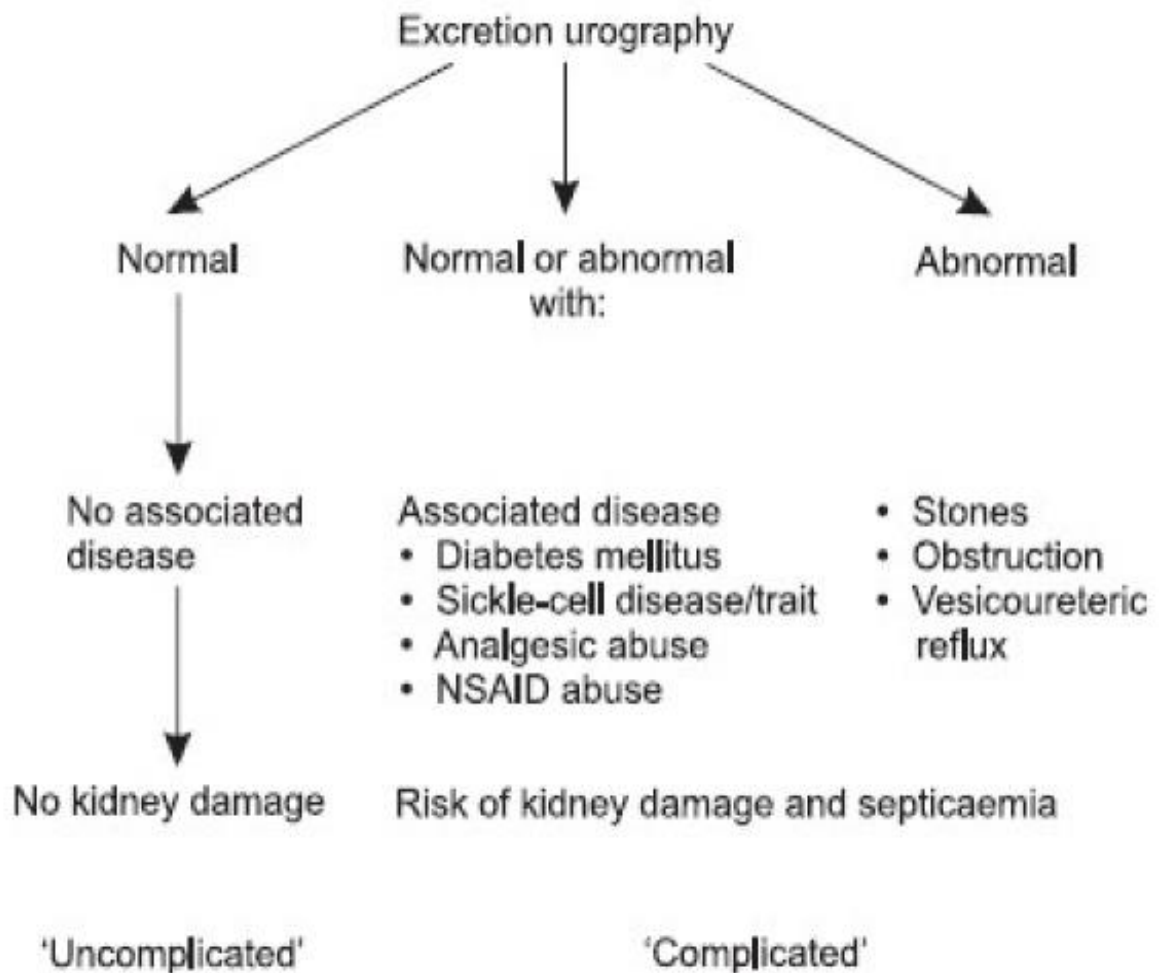 Excretion urography
Normal
Normal or abnormal
with:
Abnormal
No associated
disease
Associated disease
• Diabetes mellitus
• Sickle-cell disease/trait
• Analgesic abuse
• NSAID abuse
• Stones
• Obstruction
• Vesicoureteric
reflux
No kidney damage
Risk of kidney damage and septicaemia
‘Uncomplicated’
‘Complicated’